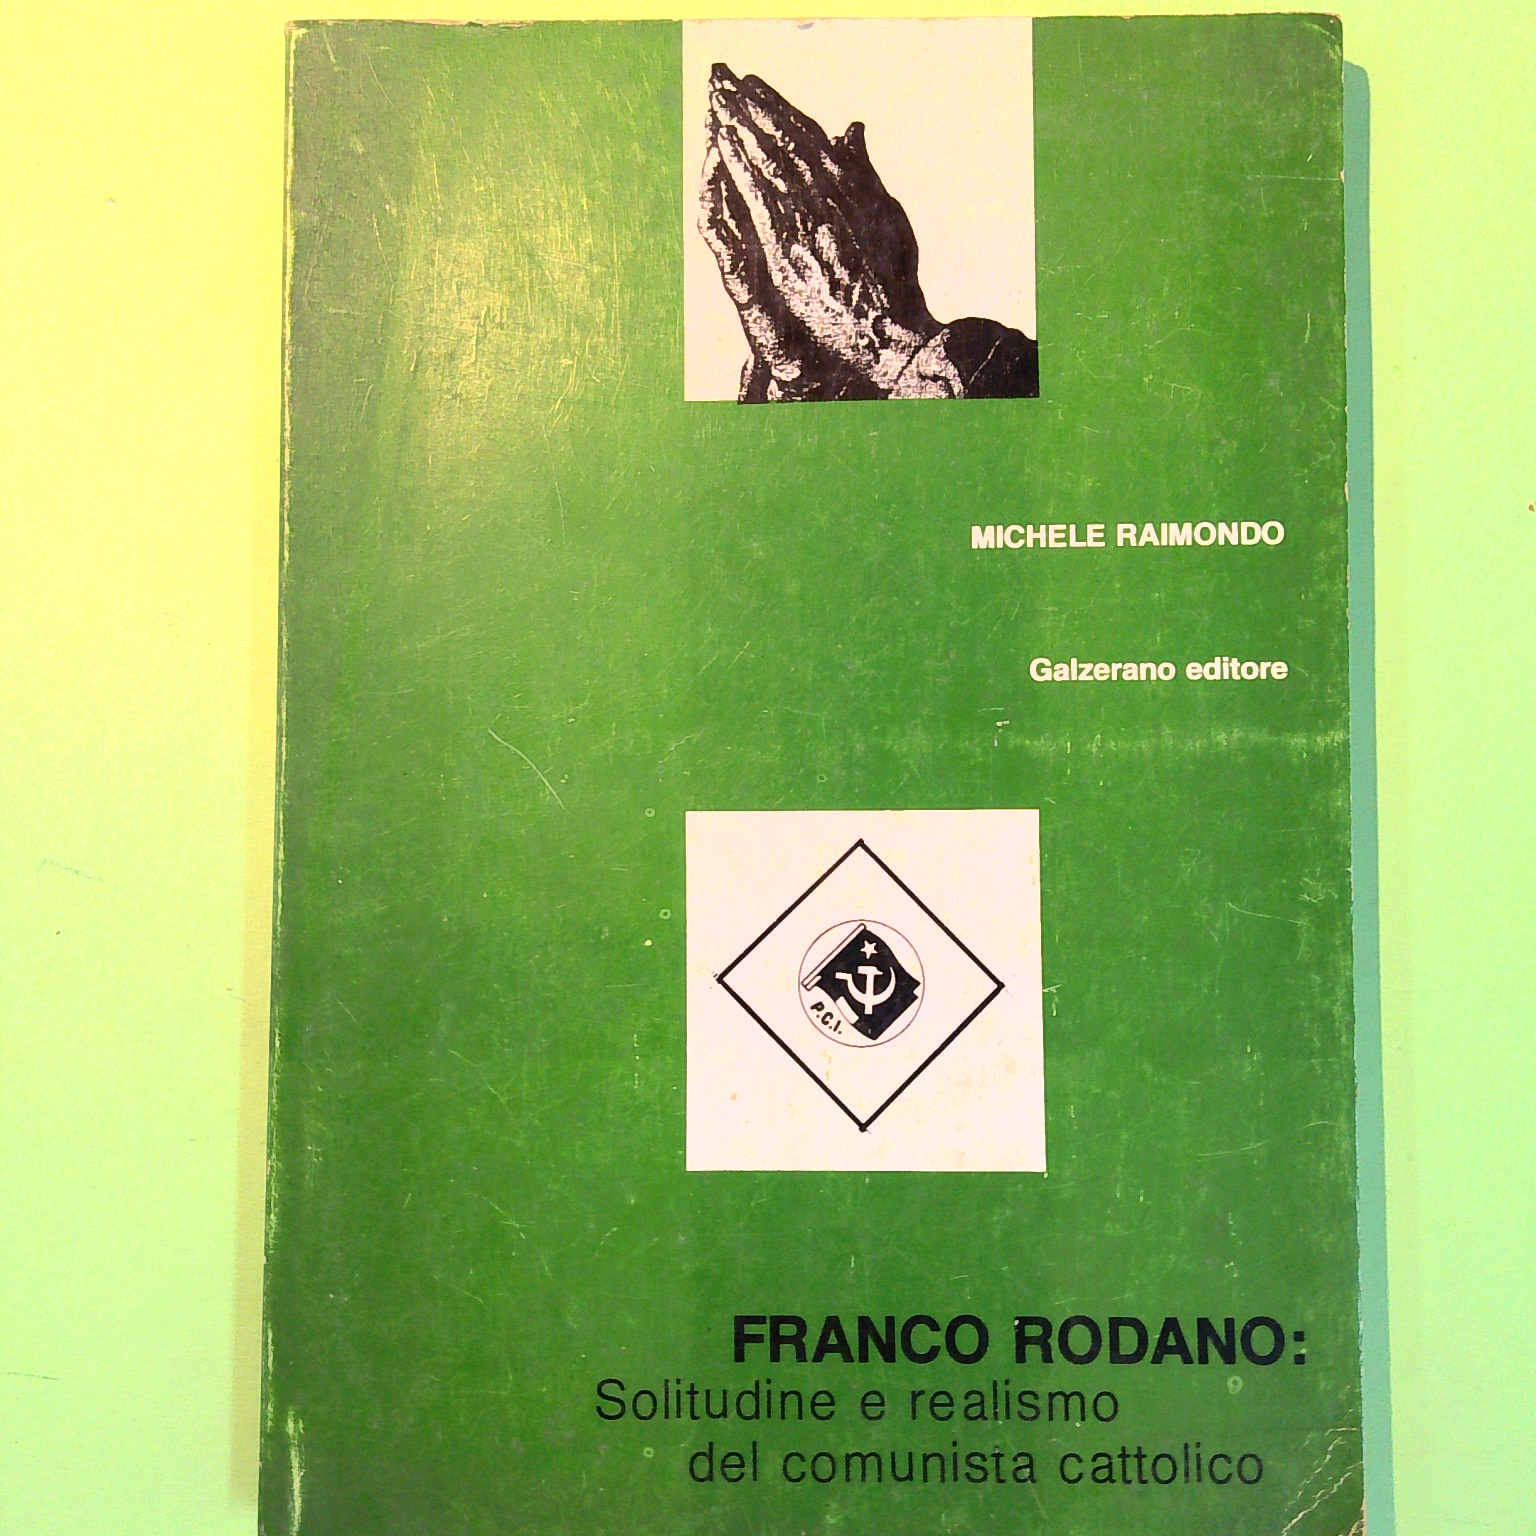 MICHELE RAIMONDO
Galzerano editore
P.C.I.
FRANCO RODANO:
Solitudine e realismo
del comunista cattolico